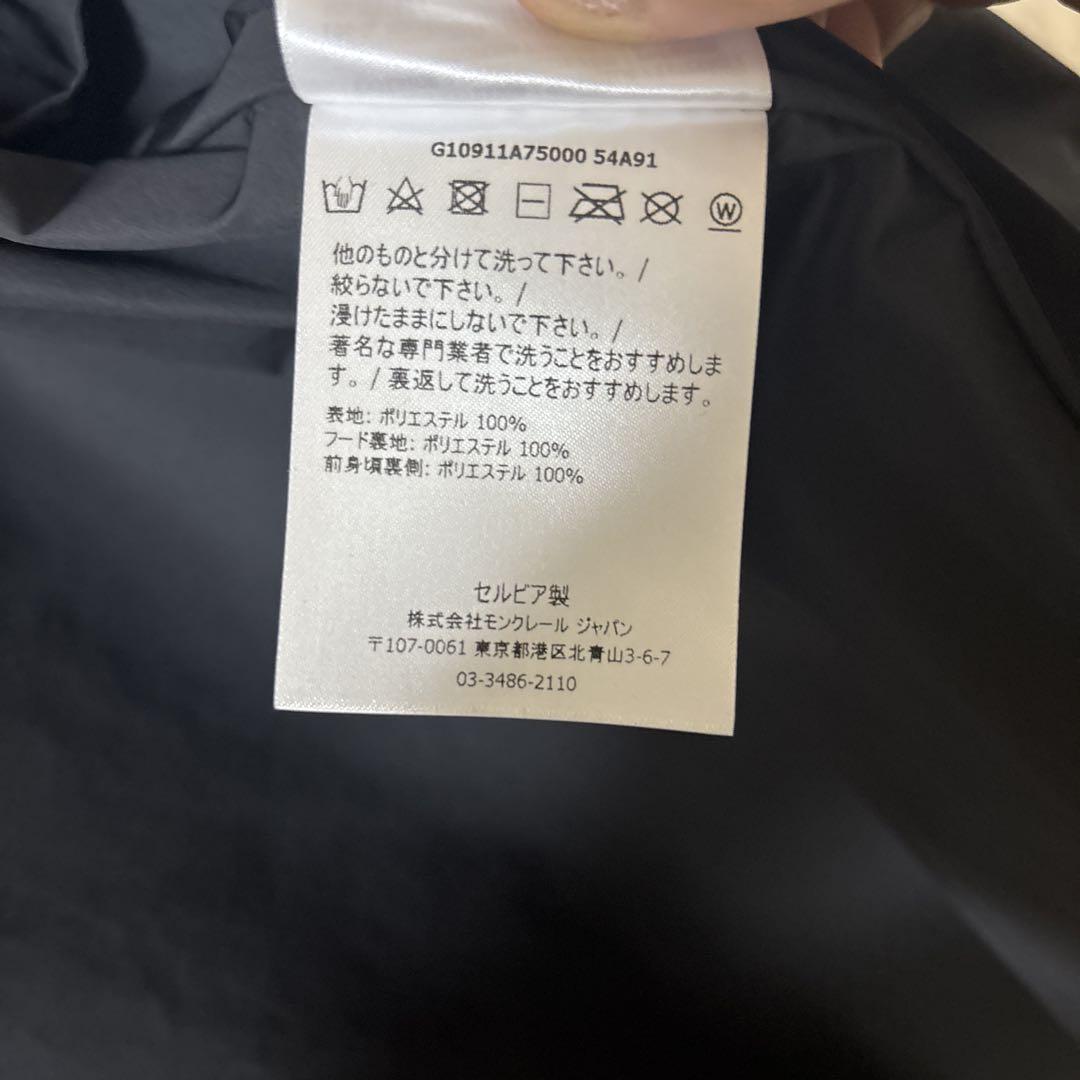 G10911A75000 54A91
W
他のものと分けて洗って下さい。/
絞らないで下さい。/
浸けたままにしないで下さい。/
著名な専門業者で洗うことをおすすめしま
す。/ 裏返して洗うことをおすすめします。
表地: ポリエステル 100%
フード裏地: ポリエステル 100%
前身頃裏側: ポリエステル 100%
セルビア製
株式会社モンクレール ジャパン
〒107-0061 東京都港区北青山3-6-7
03-3486-2110